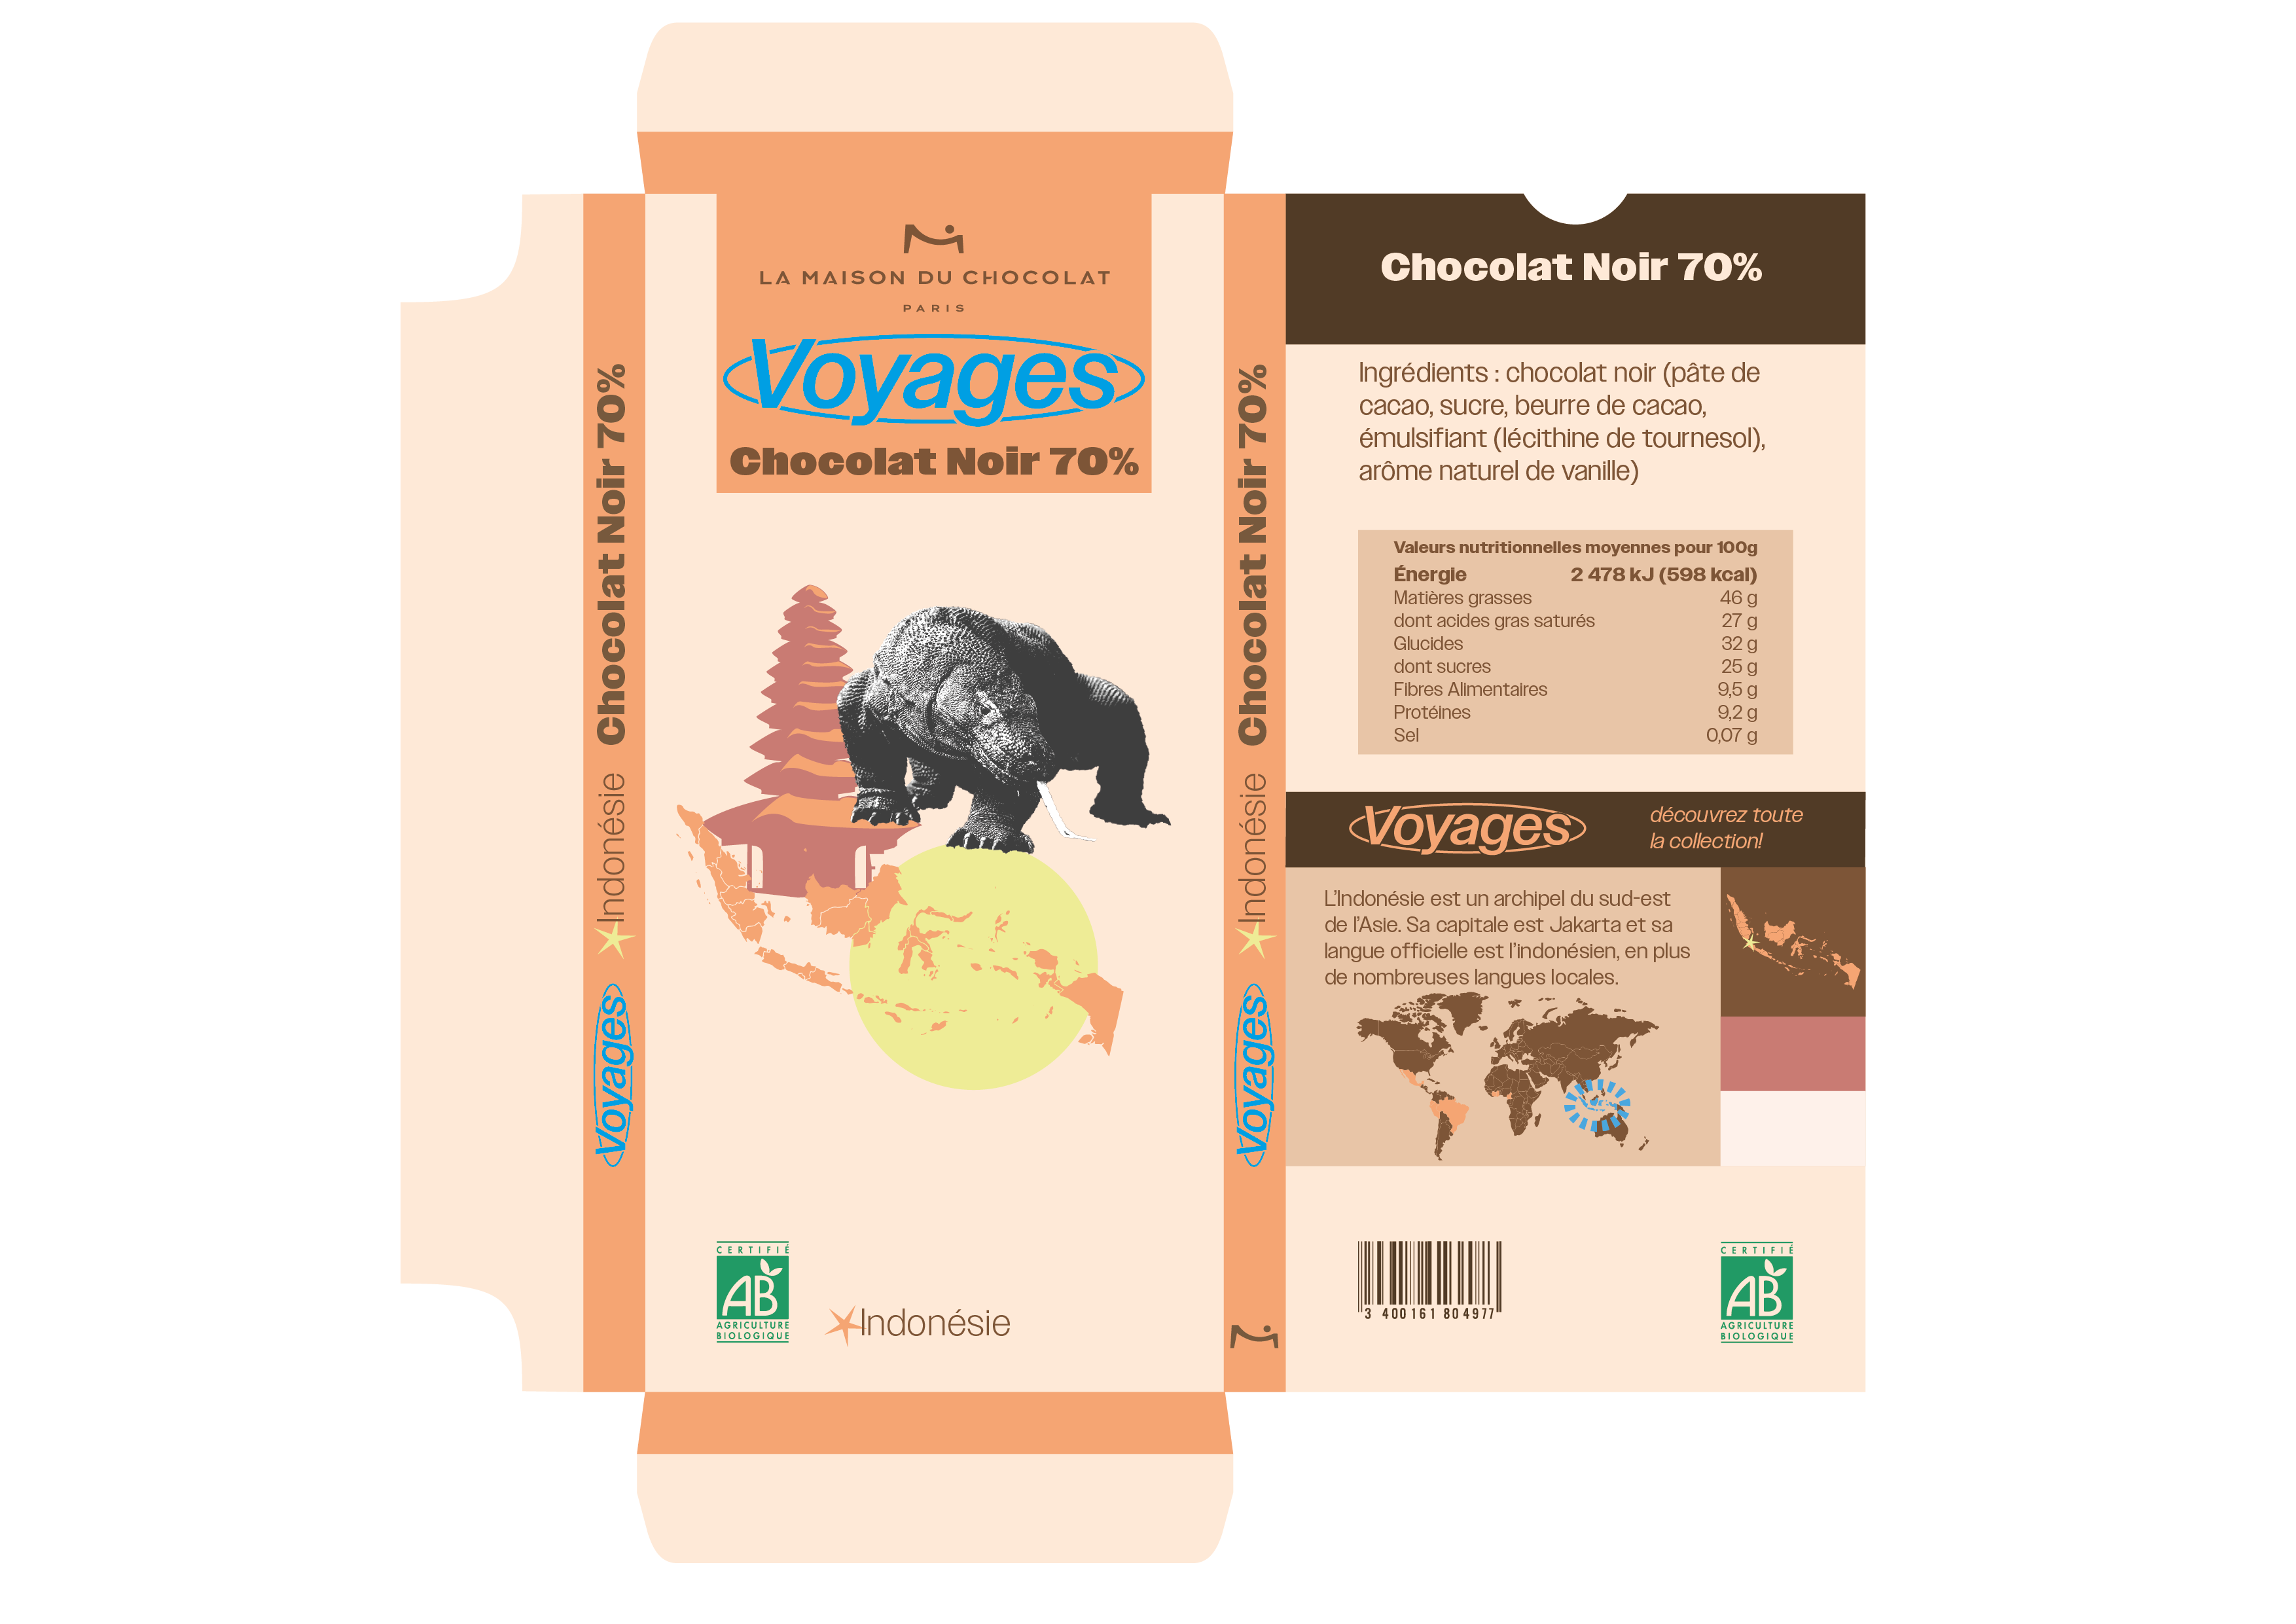 Voyages Indonésie Chocolat Noir 70%
LA MAISON DU CHOCOLAT
PARIS
Voyages
Chocolat Noir 70%
CERTIFIÉ
AB
AGRICULTURE
BIOLOGIQUE
Indonésie
Voyages Indonésie Chocolat Noir 70%
Chocolat Noir 70%
Ingrédients : chocolat noir (pâte de
cacao, sucre, beurre de cacao,
émulsifiant (lécithine de tournesol),
arôme naturel de vanille)
Valeurs nutritionnelles moyennes pour 100g
Énergie 2 478 kJ (598 kcal)
Matières grasses 46 g
dont acides gras saturés 27 g
Glucides 32 g
dont sucres 25 g
Fibres Alimentaires 9,5 g
Protéines 9,2 g
Sel 0,07 g
Voyages
découvrez toute
la collection!
L'Indonésie est un archipel du sud-est
de l'Asie. Sa capitale est Jakarta et sa
langue officielle est l'indonésien, en plus
de nombreuses langues locales.
3 400161 804977
CERTIFIÉ
AB
AGRICULTURE
BIOLOGIQUE